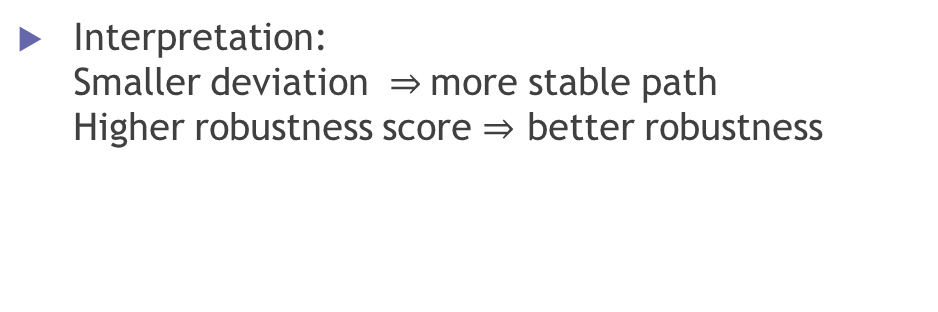 Interpretation:
Smaller deviation ⇒ more stable path
Higher robustness score ⇒ better robustness